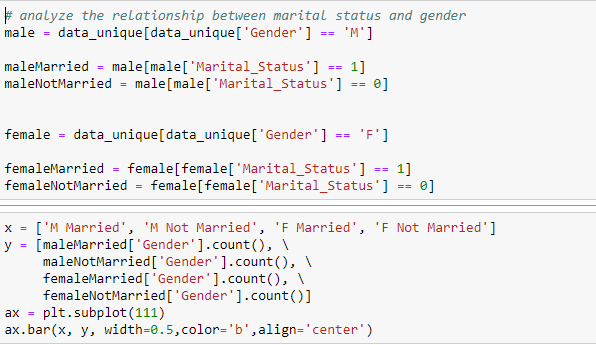 # analyze the relationship between marital status and gender
male = data_unique[data_unique['Gender'] == 'M']
maleMarried = male[male['Marital_Status'] == 1]
maleNotMarried = male[male['Marital_Status'] == 0]
female = data_unique[data_unique['Gender'] == 'F']
femaleMarried = female[female['Marital_Status'] == 1]
femaleNotMarried = female[female['Marital_Status'] == 0]
x = ['M Married', 'M Not Married', 'F Married', 'F Not Married']
y = [maleMarried['Gender'].count(), \
maleNotMarried['Gender'].count(), \
femaleMarried['Gender'].count(), \
femaleNotMarried['Gender'].count()]
ax = plt.subplot(111)
ax.bar(x, y, width=0.5,color='b',align='center')